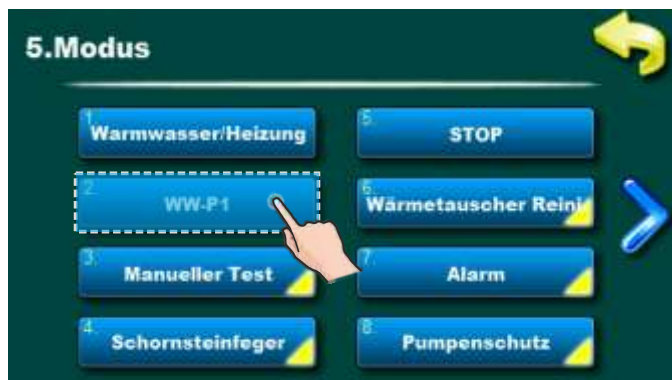 5.Modus
1. Warmwasser/Heizung
2. WW-P1
3. Manueller Test
4. Schornsteinfeger
5. STOP
6. Wärmetauscher Reini
7. Alarm
8. Pumpenschutz